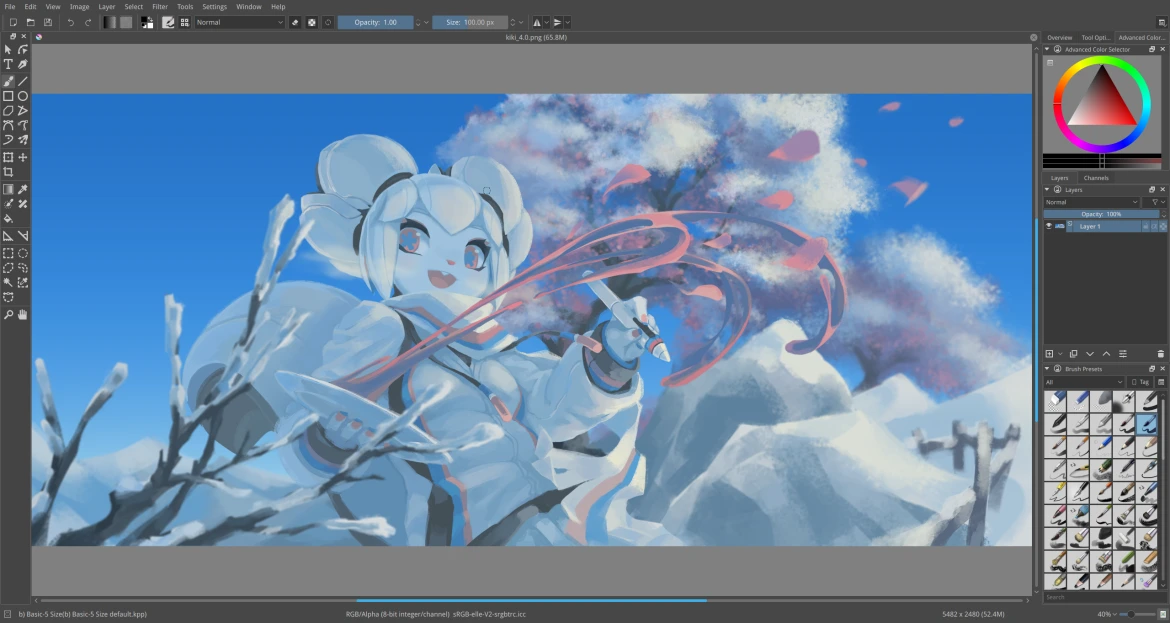 File Edit View Image Layer Select Filter Tools Settings Window Help
Normal Opacity: 1.00 Size: 100.00 px
kiki_4.0.png (65.8M)
Overview Tool Opti... Advanced Color...
Advanced Color Selector
Layers Channels
Layers
Normal
Opacity: 100%
Layer 1
Brush Presets
All Tag
Search
b) Basic-5 Size(b) Basic-5 Size default.kpp) RGB/Alpha (8-bit integer/channel) sRGB-elle-V2-srgbtrc.icc 5482 x 2480 (52.4M) 40%